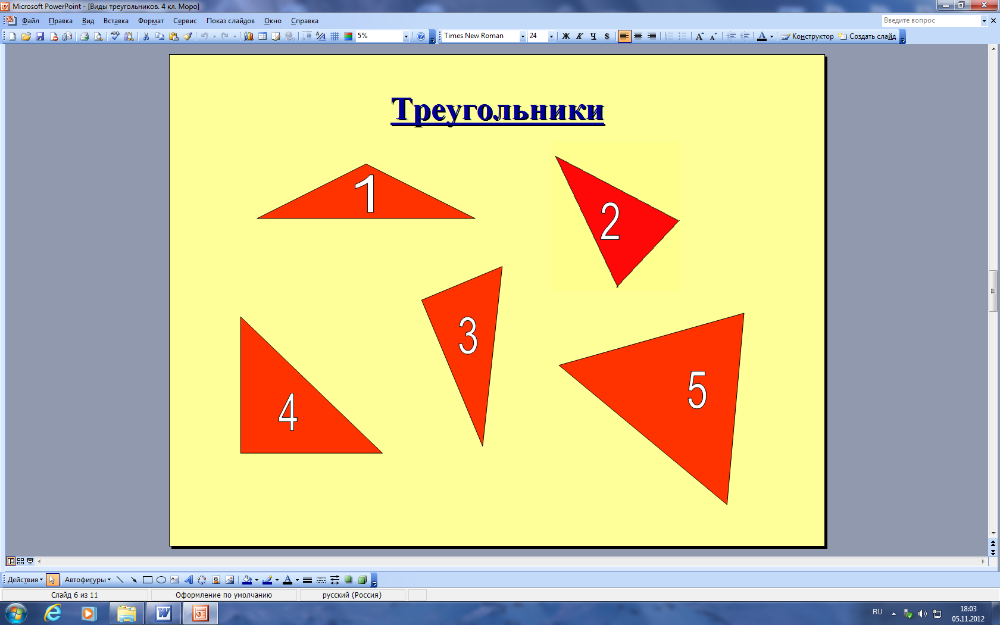 Microsoft PowerPoint - [Виды треугольников. 4 кл. Моро]
Файл Правка Вид Вставка Формат Сервис Показ слайдов Окно Справка Введите вопрос
5% Times New Roman 24 Ж К Ч S Конструктор Создать слайд
Треугольники
1
2
3
4
5
Действия Автофигуры
Слайд 6 из 11 Оформление по умолчанию русский (Россия)
RU 18:03
05.11.2012